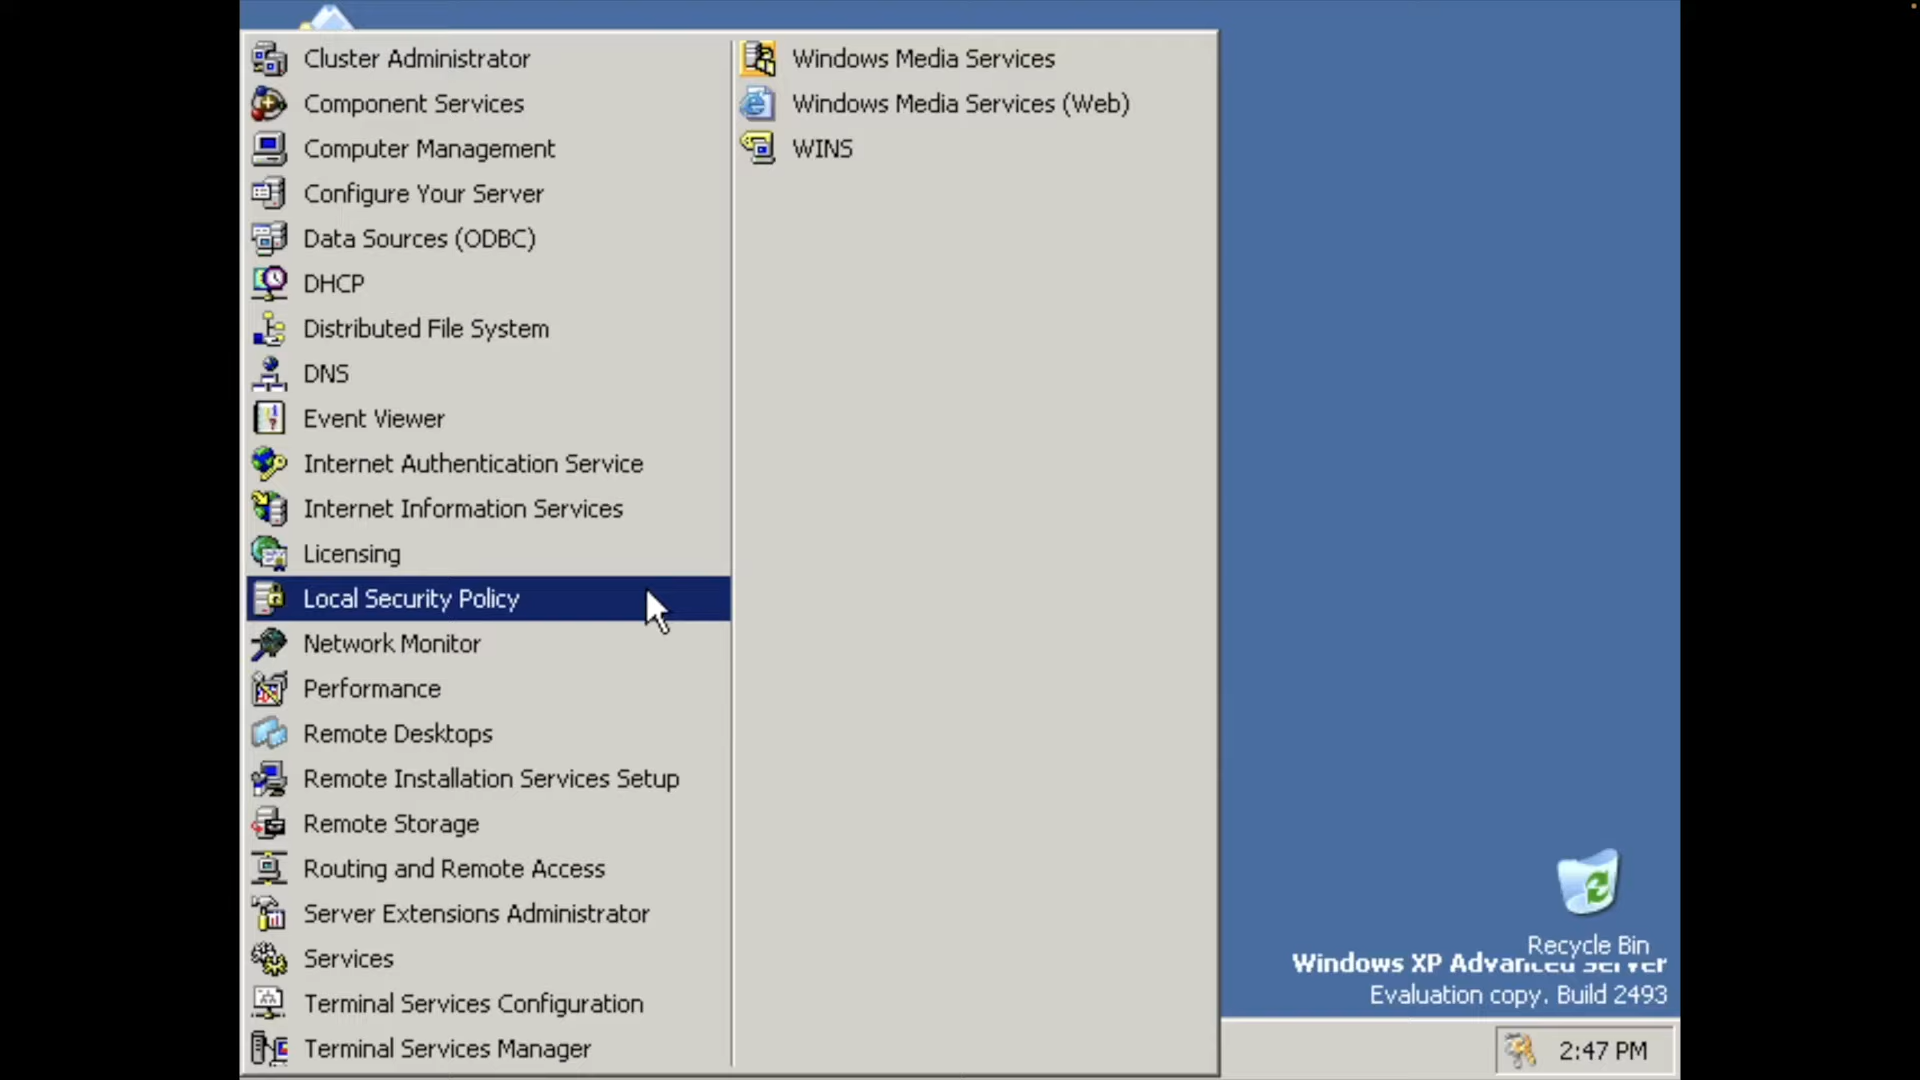 Cluster Administrator
Component Services
Computer Management
Configure Your Server
Data Sources (ODBC)
DHCP
Distributed File System
DNS
Event Viewer
Internet Authentication Service
Internet Information Services
Licensing
Local Security Policy
Network Monitor
Performance
Remote Desktops
Remote Installation Services Setup
Remote Storage
Routing and Remote Access
Server Extensions Administrator
Services
Terminal Services Configuration
Terminal Services Manager
Windows Media Services
Windows Media Services (Web)
WINS
Recycle Bin
Windows XP Advanced Server
Evaluation copy. Build 2493
2:47 PM